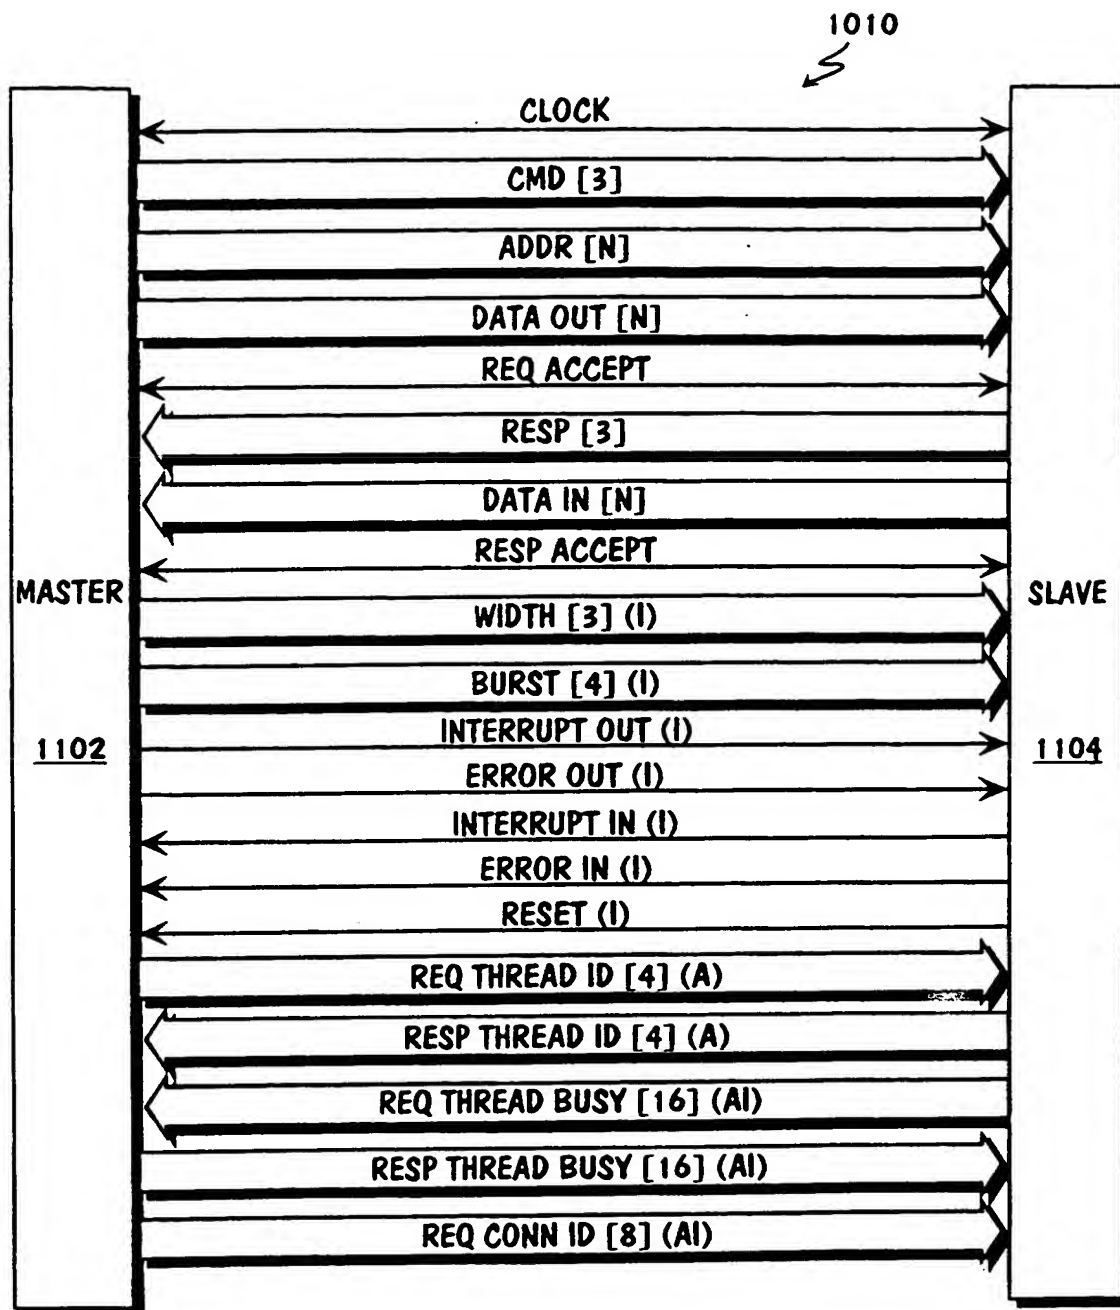 1010
CLOCK
CMD [3]
ADDR [N]
DATA OUT [N]
REQ ACCEPT
RESP [3]
DATA IN [N]
RESP ACCEPT
MASTER
SLAVE
WIDTH [3] (I)
BURST [4] (I)
INTERRUPT OUT (I)
1102
1104
ERROR OUT (I)
INTERRUPT IN (I)
ERROR IN (I)
RESET (I)
REQ THREAD ID [4] (A)
RESP THREAD ID [4] (A)
REQ THREAD BUSY [16] (AI)
RESP THREAD BUSY [16] (AI)
REQ CONN ID [8] (AI)